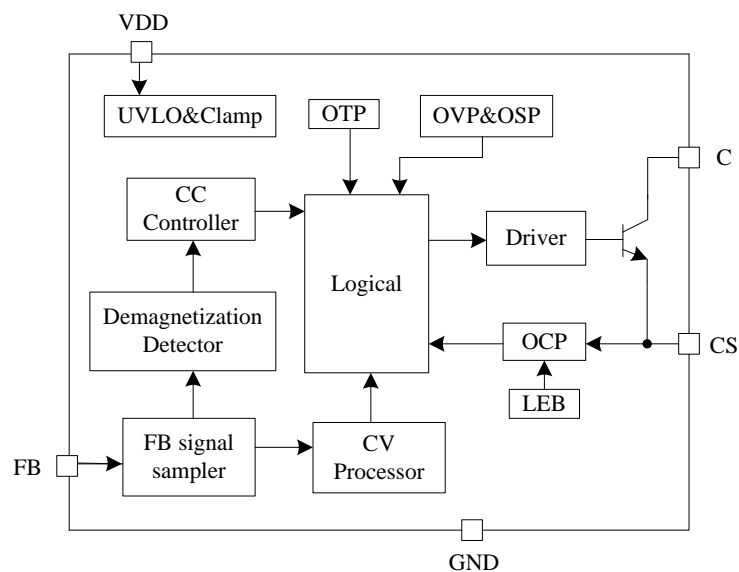 VDD
UVLO&Clamp
OTP
OVP&OSP
C
CC
Controller
Driver
Logical
Demagnetization
Detector
OCP
CS
LEB
FB
FB signal
sampler
CV
Processor
GND